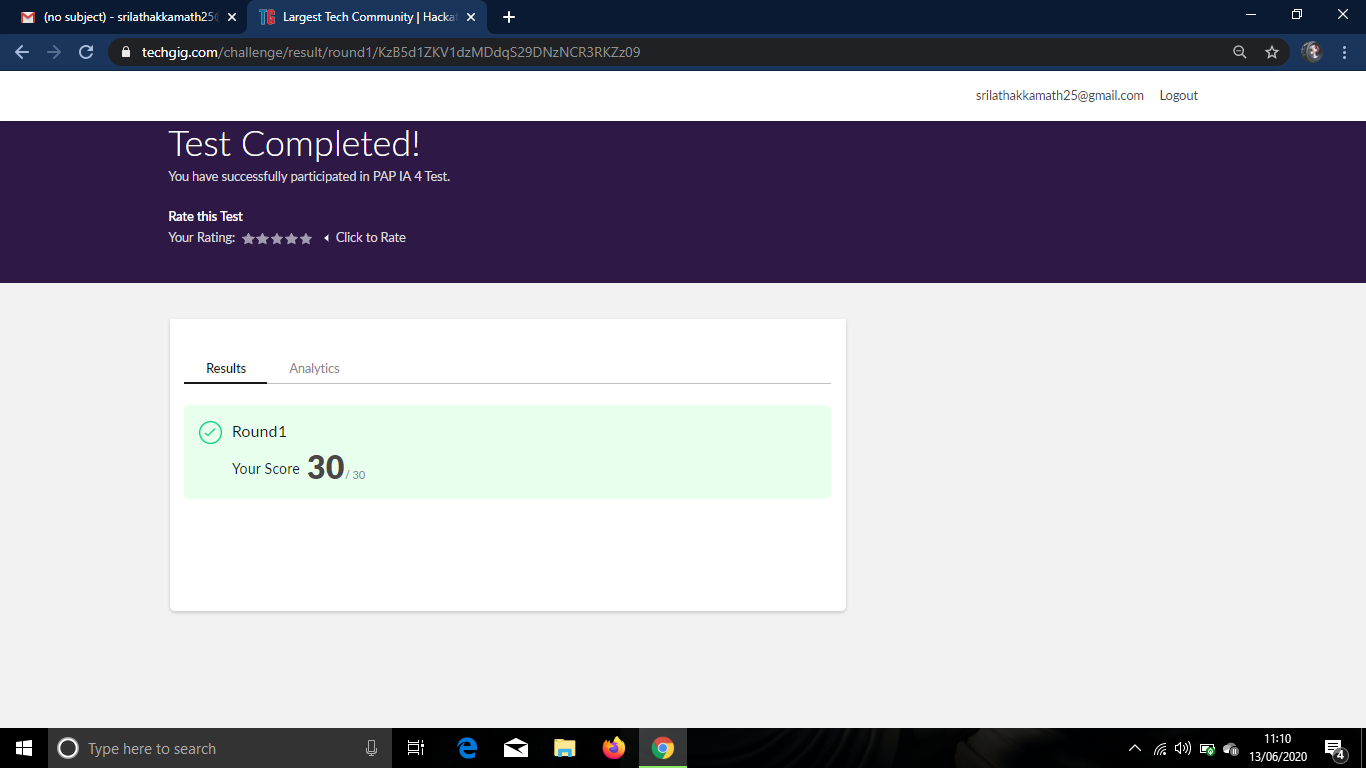 (no subject) - srilathakkamath25@
Largest Tech Community | Hacka
techgig.com/challenge/result/round1/KzB5d1ZKV1dzMDdqS29DNzNCR3RKZz09
srilathakkamath25@gmail.com Logout
Test Completed!
You have successfully participated in PAP IA 4 Test.
Rate this Test
Your Rating: Click to Rate
Results Analytics
Round1
Your Score 30 / 30
Type here to search
11:10
13/06/2020
4